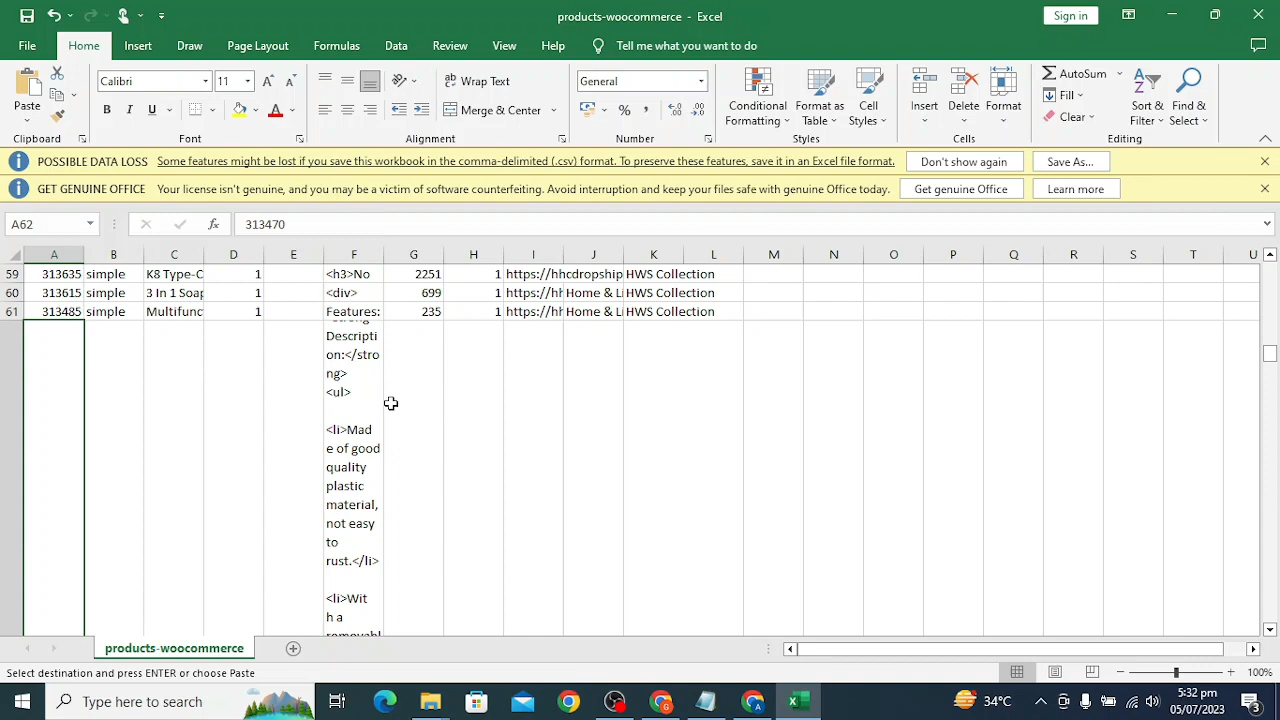 products-woocommerce - Excel
Sign in
File Home Insert Draw Page Layout Formulas Data Review View Help Tell me what you want to do
Paste
Clipboard
Calibri 11
B I U
Font
Wrap Text
Merge & Center
Alignment
General
Number
Conditional Formatting
Format as Table
Cell Styles
Styles
Insert Delete Format
Cells
AutoSum
Fill
Clear
Sort & Filter
Find & Select
Editing
POSSIBLE DATA LOSS Some features might be lost if you save this workbook in the comma-delimited (.csv) format. To preserve these features, save it in an Excel file format. Don't show again Save As...
GET GENUINE OFFICE Your license isn't genuine, and you may be a victim of software counterfeiting. Avoid interruption and keep your files safe with genuine Office today. Get genuine Office Learn more
A62 fx 313470
A B C D E F G H I J K L M N O P Q R S T U
59 313635 simple K8 Type-C 1 <h3>No 2251 1 https://hhcdropship HWS Collection
60 313615 simple 3 In 1 Soap 1 <div> 699 1 https://hh Home & Li HWS Collection
61 313485 simple Multifunc 1 Features: 235 1 https://hh Home & Li HWS Collection
Descripti
on:</stro
ng>
<ul>
<li>Mad
e of good
quality
plastic
material,
not easy
to
rust.</li>
<li>Wit
h a
products-woocommerce
Select destination and press ENTER or choose Paste
100%
Type here to search
34°C
5:32 pm
05/07/2023
3